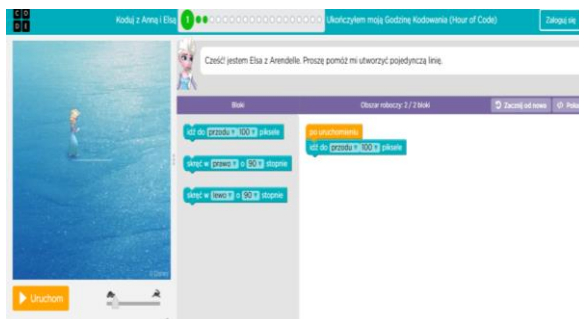 C O
D E
Koduj z Anną i Elsą
1
Ukończyłem moją Godzinę Kodowania (Hour of Code)
Zaloguj się
Cześć! jestem Elsa z Arendelle. Proszę pomóż mi utworzyć pojedynczą linię.
Bloki
Obszar roboczy: 2 / 2 bloki
Zacznij od nowa
idź do przodu 100 piksele
skręć w prawo o 90 stopnie
skręć w lewo o 90 stopnie
po uruchomieniu
idź do przodu 100 piksele
© Disney
Uruchom